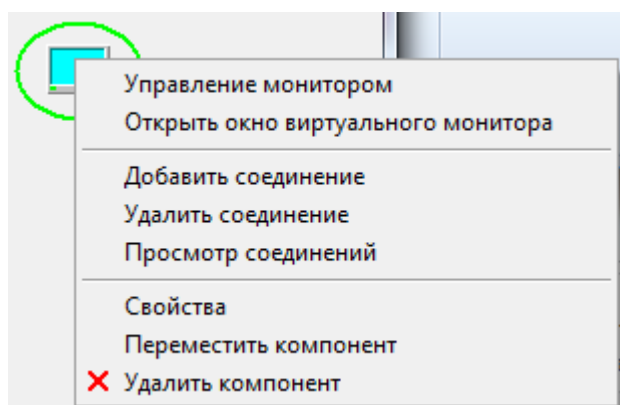 Управление монитором
Открыть окно виртуального монитора
Добавить соединение
Удалить соединение
Просмотр соединений
Свойства
Переместить компонент
Удалить компонент